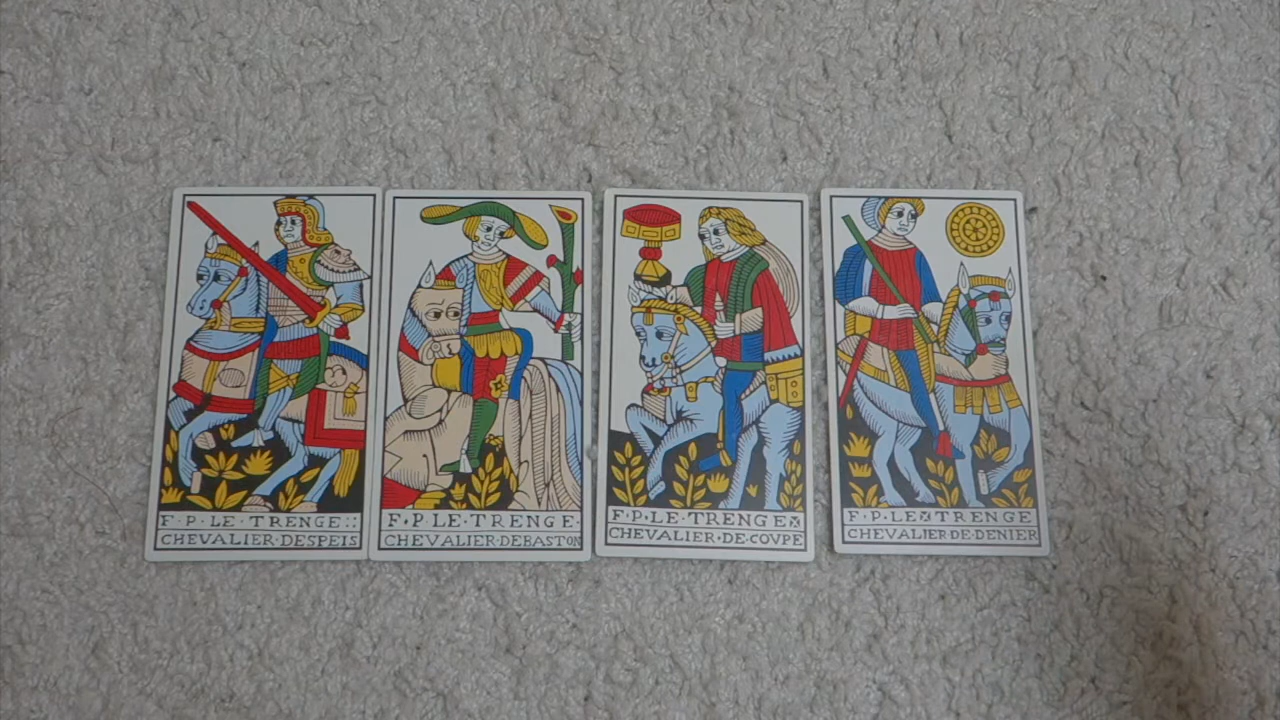 F·P·LE·TRENGE::
CHEVALIER·DESPEIS
F·P·LE·TRENGE·
CHEVALIER·DEBASTON
F·P·LE·TRENGE
CHEVALIER·DE·COVPE
F·P·LE TRENGE
CHEVALIER·DE·DENIER